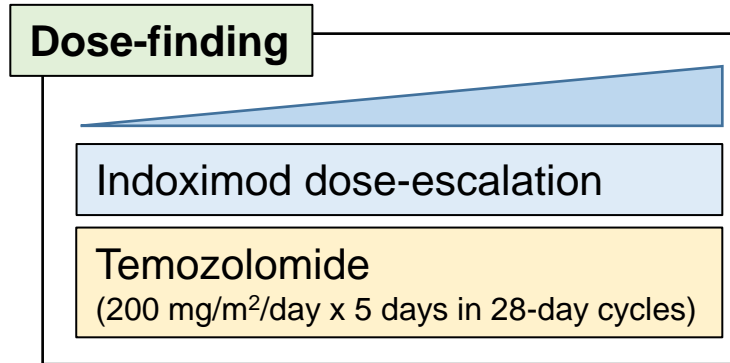 Dose-finding
Indoximod dose-escalation
Temozolomide
(200 mg/m²/day x 5 days in 28-day cycles)